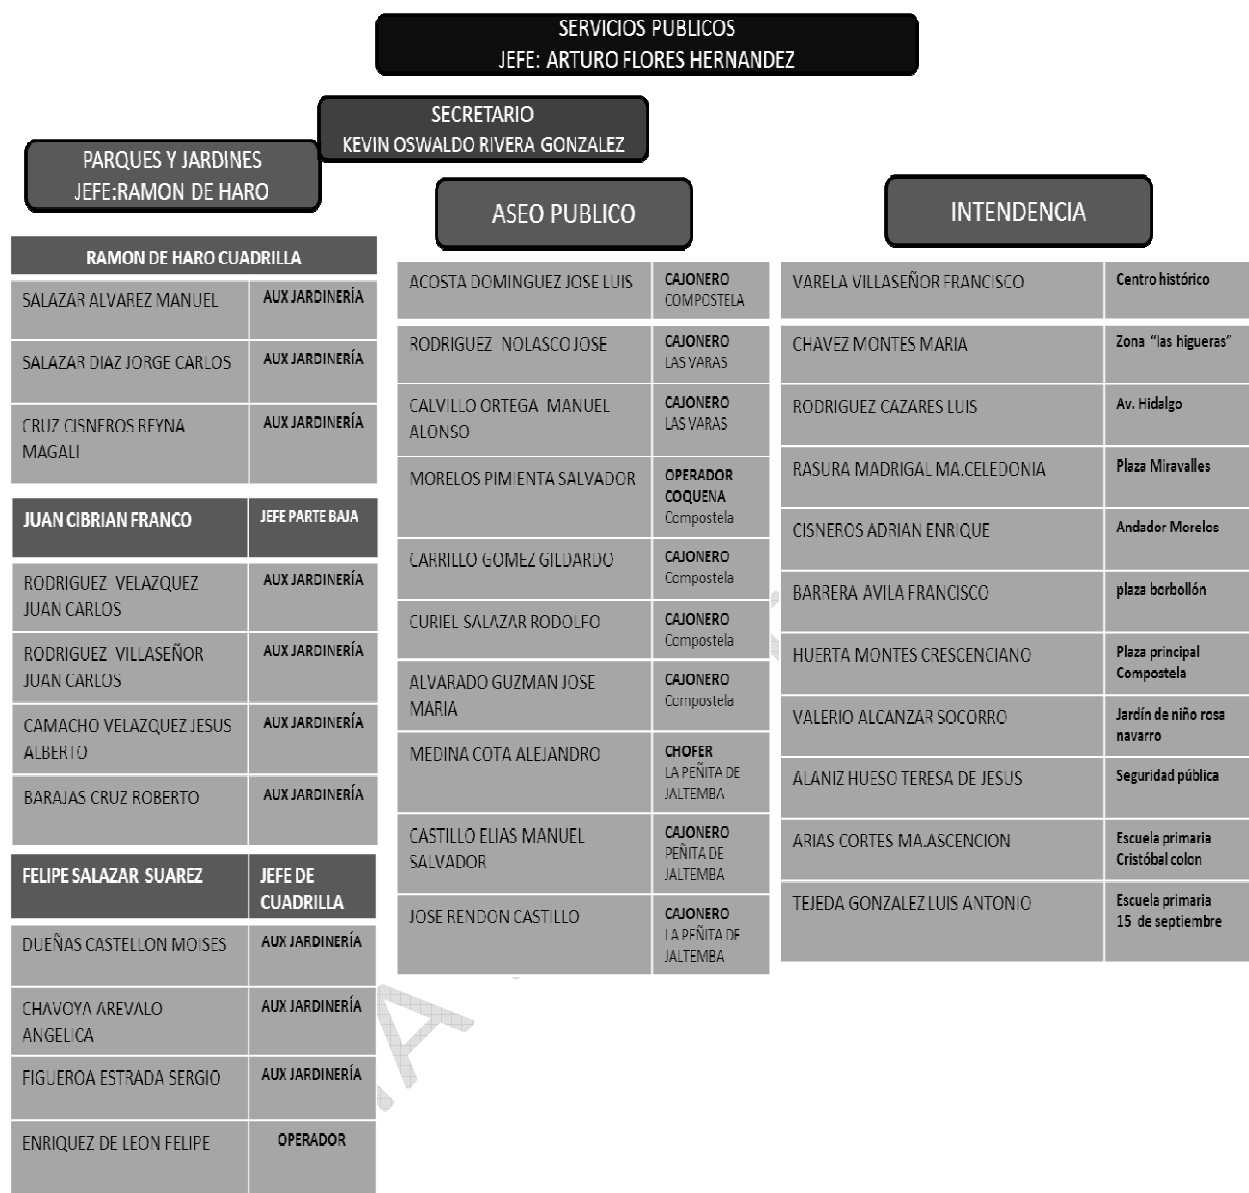 SERVICIOS PUBLICOS
JEFE: ARTURO FLORES HERNANDEZ
SECRETARIO
KEVIN OSWALDO RIVERA GONZALEZ
PARQUES Y JARDINES
JEFE:RAMON DE HARO
RAMON DE HARO CUADRILLA
SALAZAR ALVAREZ MANUEL AUX JARDINERÍA
SALAZAR DIAZ JORGE CARLOS AUX JARDINERÍA
CRUZ CISNEROS REYNA AUX JARDINERÍA
MAGALI
JUAN CIBRIAN FRANCO JEFE PARTE BAJA
RODRIGUEZ VELAZQUEZ AUX JARDINERÍA
JUAN CARLOS
RODRIGUEZ VILLASEÑOR AUX JARDINERÍA
JUAN CARLOS
CAMACHO VELAZQUEZ JESUS AUX JARDINERÍA
ALBERTO
BARAJAS CRUZ ROBERTO AUX JARDINERÍA
FELIPE SALAZAR SUAREZ JEFE DE
CUADRILLA
DUEÑAS CASTELLON MOISES AUX JARDINERÍA
CHAVOYA AREVALO AUX JARDINERÍA
ANGELICA
FIGUEROA ESTRADA SERGIO AUX JARDINERÍA
ENRIQUEZ DE LEON FELIPE OPERADOR
ASEO PUBLICO
ACOSTA DOMINGUEZ JOSE LUIS CAJONERO
COMPOSTELA
RODRIGUEZ NOLASCO JOSE CAJONERO
LAS VARAS
CALVILLO ORTEGA MANUEL CAJONERO
ALONSO LAS VARAS
MORELOS PIMIENTA SALVADOR OPERADOR
COQUENA
Compostela
CARRILLO GOMEZ GILDARDO CAJONERO
Compostela
CURIEL SALAZAR RODOLFO CAJONERO
Compostela
ALVARADO GUZMAN JOSE CAJONERO
MARIA Compostela
MEDINA COTA ALEJANDRO CHOFER
LA PEÑITA DE
JALTEMBA
CASTILLO ELIAS MANUEL CAJONERO
SALVADOR PEÑITA DE
JALTEMBA
JOSE RENDON CASTILLO CAJONERO
LA PEÑITA DE
JALTEMBA
INTENDENCIA
VARELA VILLASEÑOR FRANCISCO Centro histórico
CHAVEZ MONTES MARIA Zona "las higueras"
RODRIGUEZ CAZARES LUIS Av. Hidalgo
RASURA MADRIGAL MA.CELEDONIA Plaza Miravalles
CISNEROS ADRIAN ENRIQUE Andador Morelos
BARRERA AVILA FRANCISCO plaza borbollón
HUERTA MONTES CRESCENCIANO Plaza principal
Compostela
VALERIO ALCANZAR SOCORRO Jardín de niño rosa
navarro
ALANIZ HUESO TERESA DE JESUS Seguridad pública
ARIAS CORTES MA.ASCENCION Escuela primaria
Cristóbal colon
TEJEDA GONZALEZ LUIS ANTONIO Escuela primaria
15 de septiembre